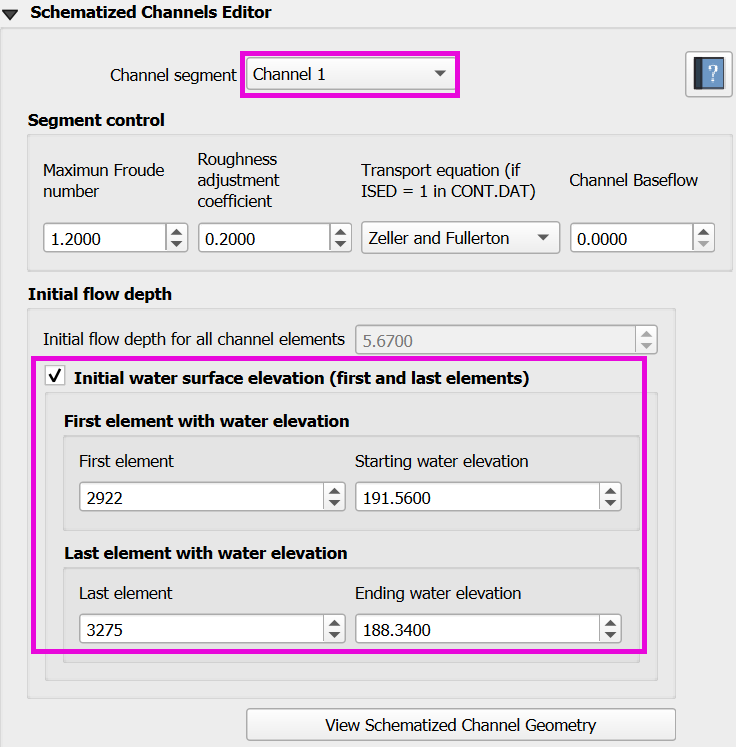 Schematized Channels Editor
Channel segment Channel 1
?
Segment control
Maximun Froude
number
Roughness
adjustment
coefficient
Transport equation (if
ISED = 1 in CONT.DAT)
Channel Baseflow
1.2000 0.2000 Zeller and Fullerton 0.0000
Initial flow depth
Initial flow depth for all channel elements 5.6700
Initial water surface elevation (first and last elements)
First element with water elevation
First element Starting water elevation
2922 191.5600
Last element with water elevation
Last element Ending water elevation
3275 188.3400
View Schematized Channel Geometry